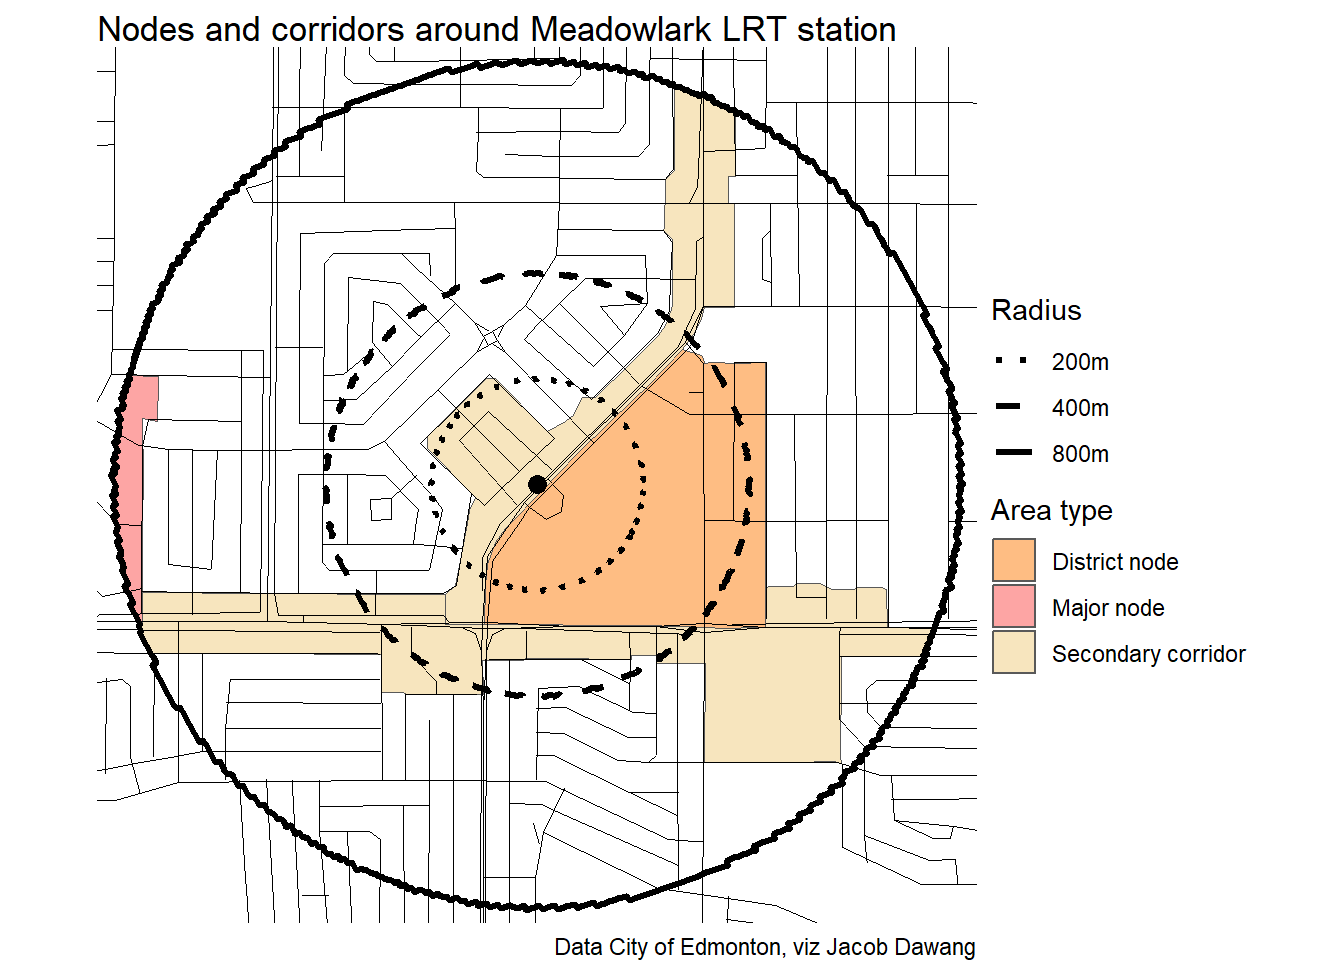 Nodes and corridors around Meadowlark LRT station
Radius
200m
400m
800m
Area type
District node
Major node
Secondary corridor
Data City of Edmonton, viz Jacob Dawang